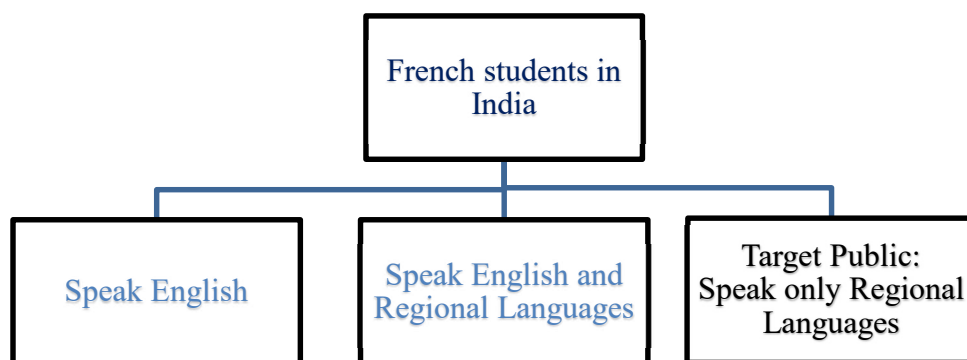 French students in
India
Speak English
Speak English and
Regional Languages
Target Public:
Speak only Regional
Languages